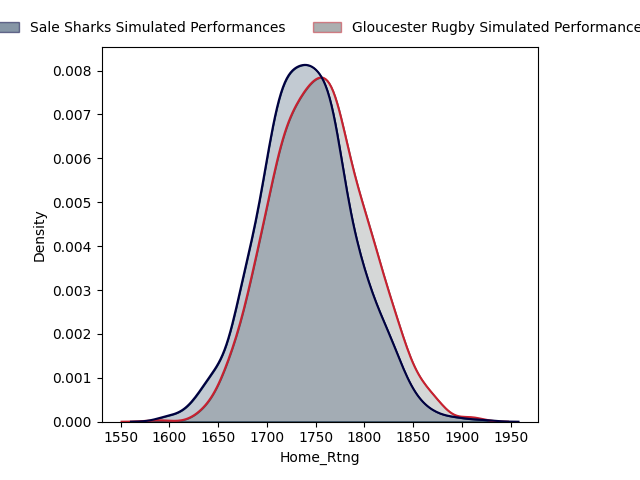 Sale Sharks Simulated Performances
Gloucester Rugby Simulated Performance
0.008
0.007
0.006
0.005
0.004
0.003
0.002
0.001
0.000
Density
1550 1600 1650 1700 1750 1800 1850 1900 1950
Home_Rtng